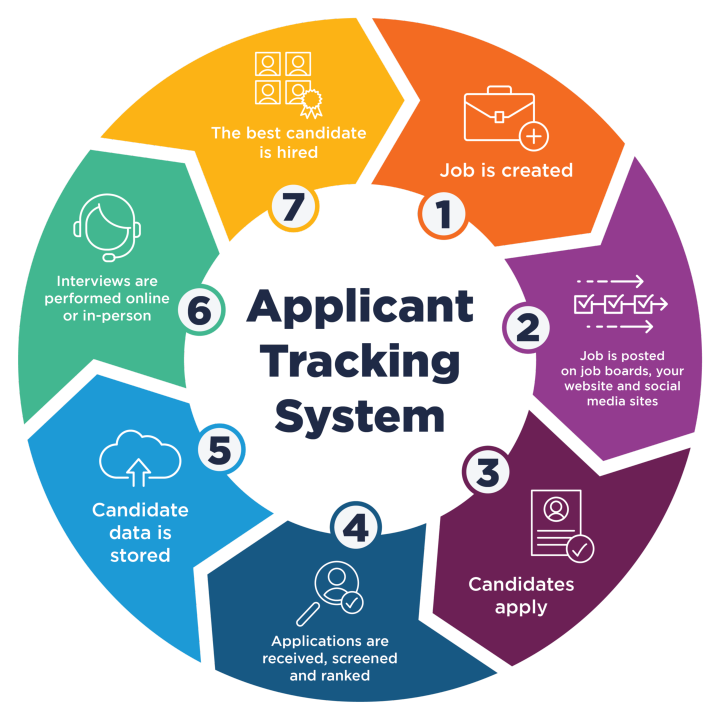 Applicant
Tracking
System
1
Job is created
2
Job is posted
on job boards, your
website and social
media sites
3
Candidates
apply
4
Applications are
received, screened
and ranked
5
Candidate
data is
stored
6
Interviews are
performed online
or in-person
7
The best candidate
is hired